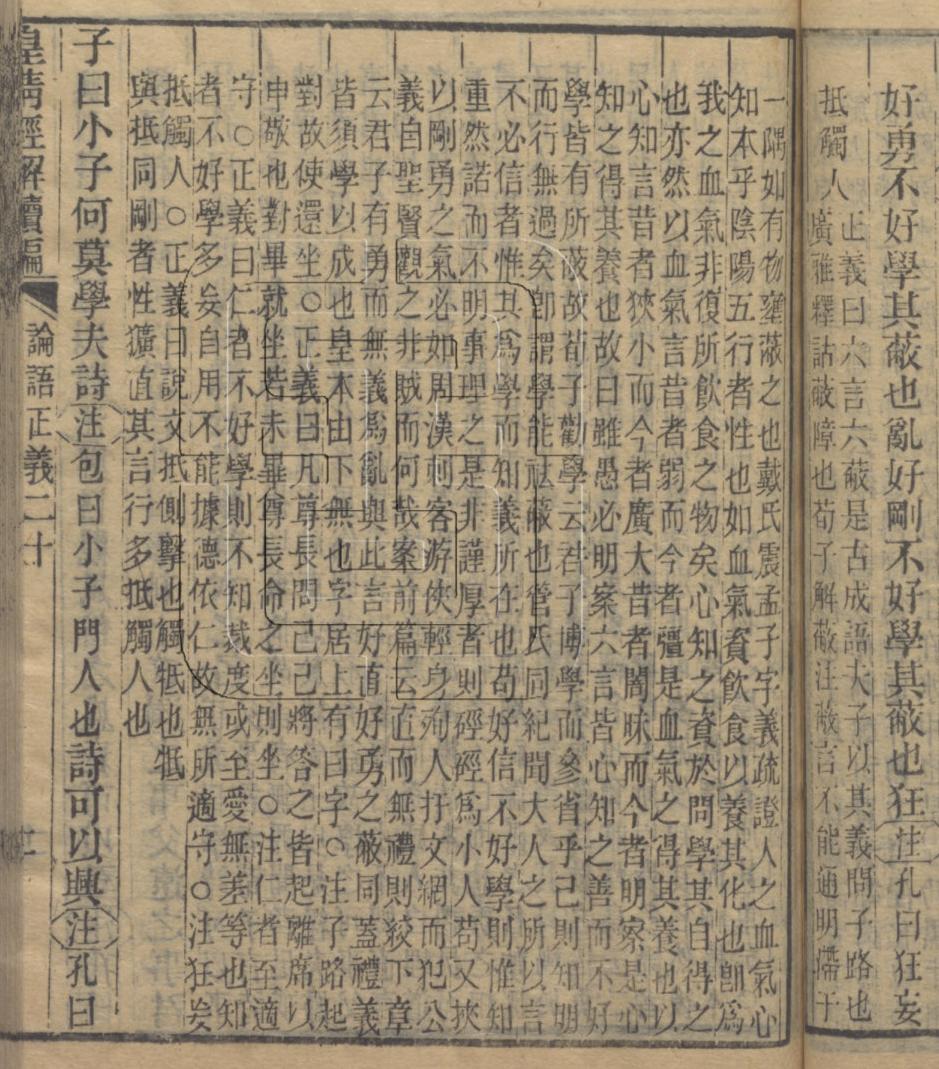 好勇不好學其蔽也亂好剛不好學其蔽也狂注孔曰狂妄
抵觸人
正義曰六言六蔽是古成語夫子以其義問子路也
廣雅釋詁蔽障也荀子解蔽注蔽言不能通明滯于
一隅如有物壅蔽之也戴氏震孟子字義疏證人之血氣心
知本乎陰陽五行者性也如血氣資飲食以養其化也卽爲
我之血氣非復所飲食之物矣心知之資於問學其自得之
也亦然以血氣言昔者弱而今者彊是血氣之得其養也以
心知言昔者狹小而今者廣大昔者闇昧而今者明察是心
知之得其養也故曰雖愚必明案六言皆心知之善而不好
學皆有所蔽故荀子勸學云君子博學而參省乎己則知明
而行無過矣卽謂學能祛蔽也管氏同紀聞大人之所以言
不必信者惟其爲學而知義所在也苟好信不好學則惟知
重然諾而不明事理之是非謹厚者則硜硜爲小人苟又挾
以剛勇之氣必如周漢刺客游俠輕身殉人扞文網而犯公
義自聖賢觀之非賊而何哉案前篇云直而無禮則絞下章
云君子有勇而無義爲亂與此言好直好勇之蔽同蓋禮義
皆須學以成也皇本由下無也字居上有曰字○注子路起
對故使還坐○正義曰凡尊長問己己將答之皆起離席以
申敬也對畢就坐若未畢尊長命之坐則坐○注仁者至適
守○正義曰仁者不好學則不知裁度或至愛無差等也知
者不好學多妄自用不能據德依仁故無所適守○注狂妄
抵觸人○正義曰說文抵側擊也觸牴也牴
與抵同剛者性獷直其言行多抵觸人也
子曰小子何莫學夫詩注包曰小子門人也詩可以興注孔曰
皇清經解續編
論語正義二十